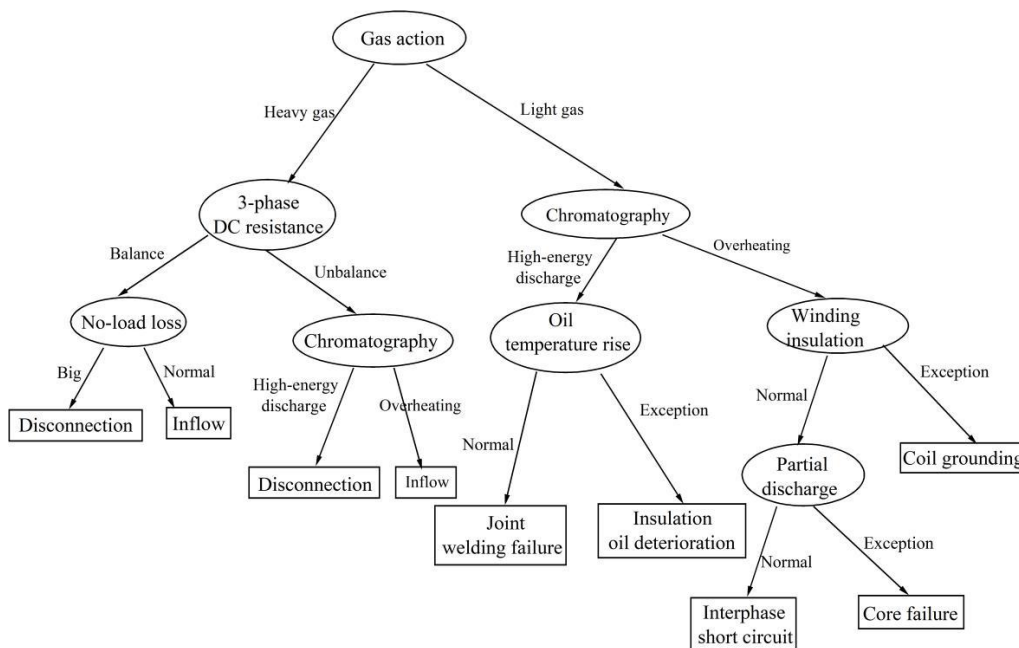 Gas action
Heavy gas
Light gas
3-phase
DC resistance
Chromatography
Balance
Unbalance
High-energy
discharge
Overheating
No-load loss
Chromatography
Oil
temperature rise
Winding
insulation
Big
Normal
High-energy
discharge
Overheating
Normal
Exception
Normal
Exception
Disconnection
Inflow
Disconnection
Inflow
Partial
discharge
Coil grounding
Joint
welding failure
Insulation
oil deterioration
Normal
Exception
Interphase
short circuit
Core failure